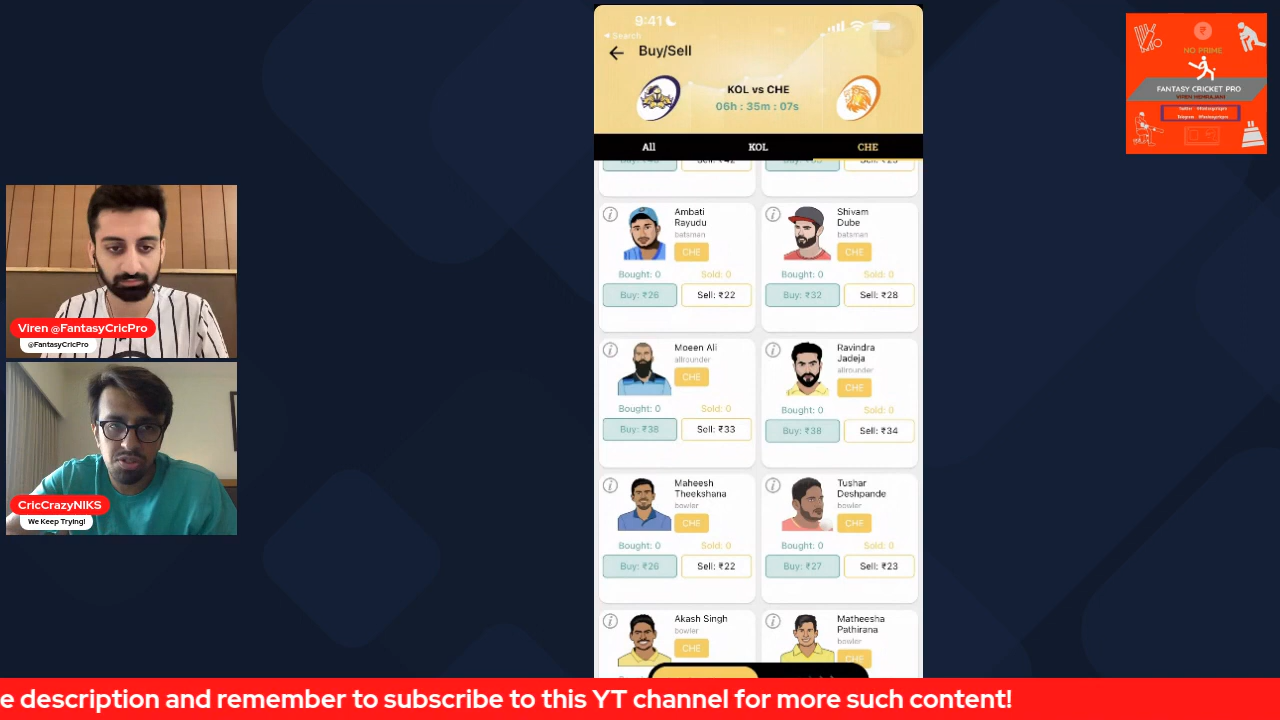 9:41
Search
Buy/Sell
KOL vs CHE
06h : 35m : 07s
All KOL CHE
Ambati
Rayudu
batsman
CHE
Bought: 0 Sold: 0
Buy: ₹26 Sell: ₹22
Shivam
Dube
batsman
CHE
Bought: 0 Sold: 0
Buy: ₹32 Sell: ₹28
Moeen Ali
allrounder
CHE
Bought: 0 Sold: 0
Buy: ₹38 Sell: ₹33
Ravindra
Jadeja
allrounder
CHE
Bought: 0 Sold: 0
Buy: ₹38 Sell: ₹34
Maheesh
Theekshana
bowler
CHE
Bought: 0 Sold: 0
Buy: ₹26 Sell: ₹22
Tushar
Deshpande
bowler
CHE
Bought: 0 Sold: 0
Buy: ₹27 Sell: ₹23
Akash Singh
bowler
CHE
Matheesha
Pathirana
bowler
CHE
Viren @FantasyCricPro
@FantasyCricPro
CricCrazyNIKS
We Keep Trying!
NO PRIME
FANTASY CRICKET PRO
VIREN HEMRAJANI
e description and remember to subscribe to this YT channel for more such content!